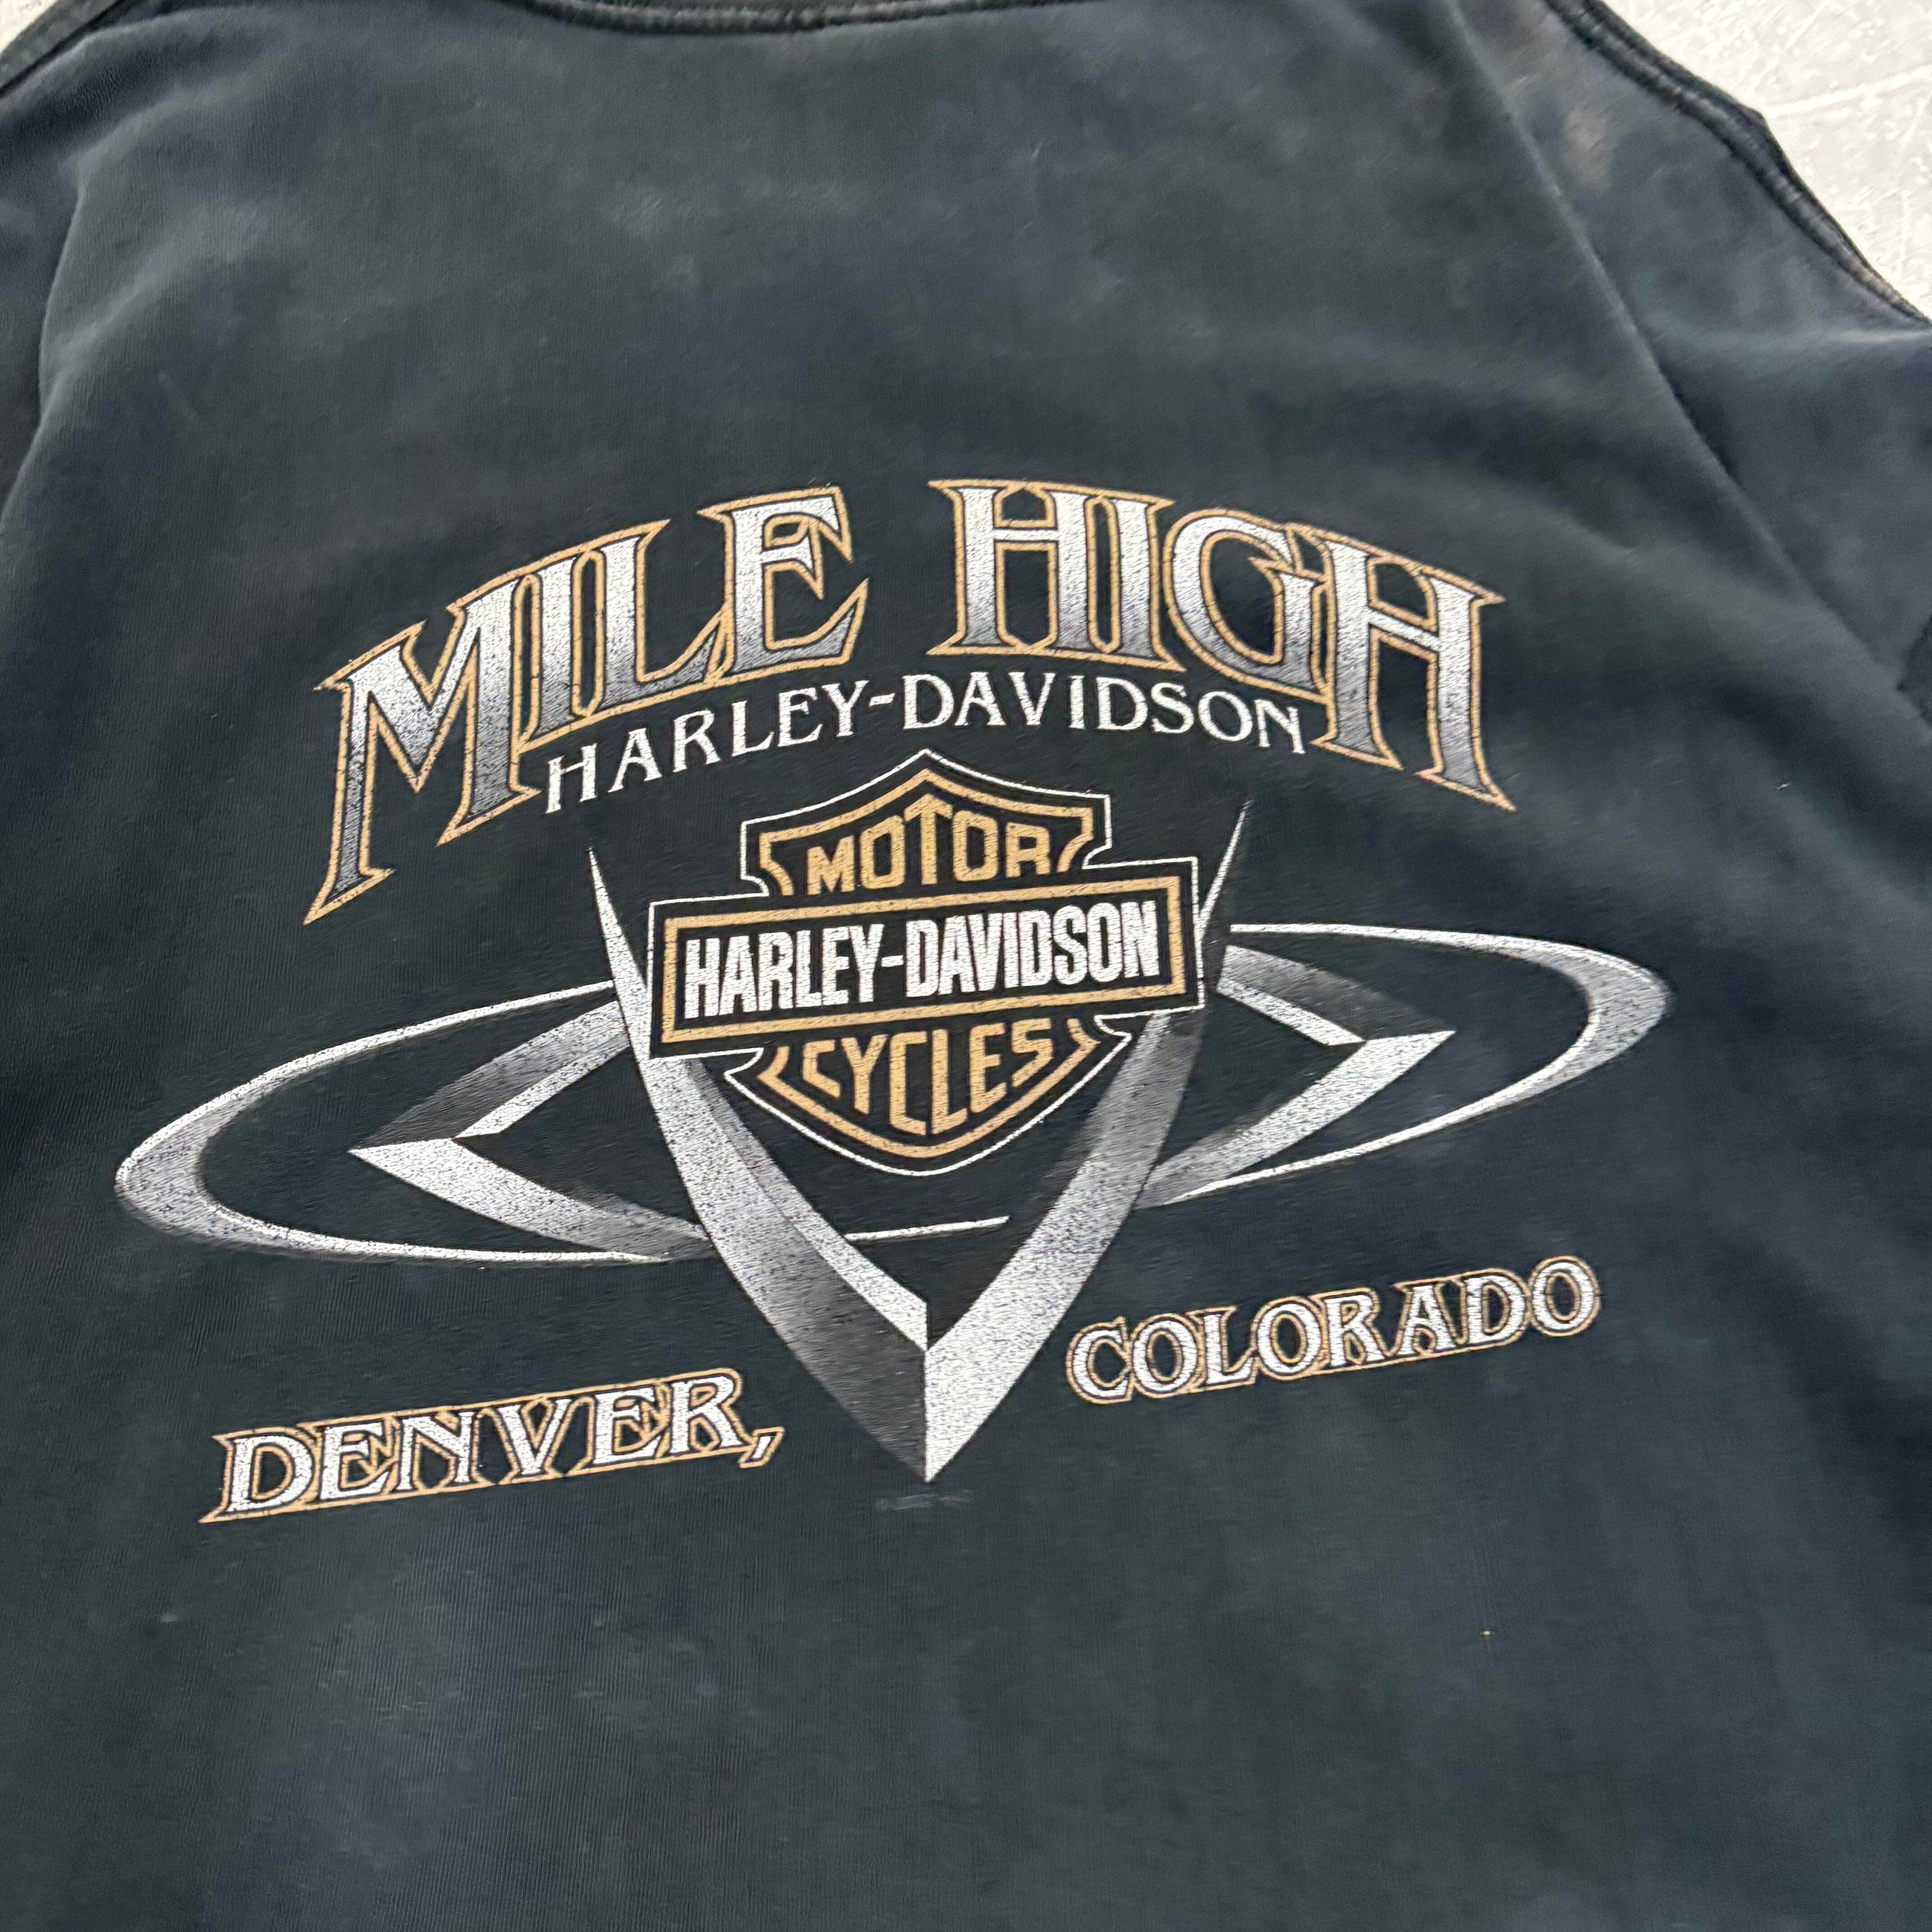 MILE HIGH
HARLEY-DAVIDSON
MOTOR
HARLEY-DAVIDSON
CYCLES
DENVER, COLORADO